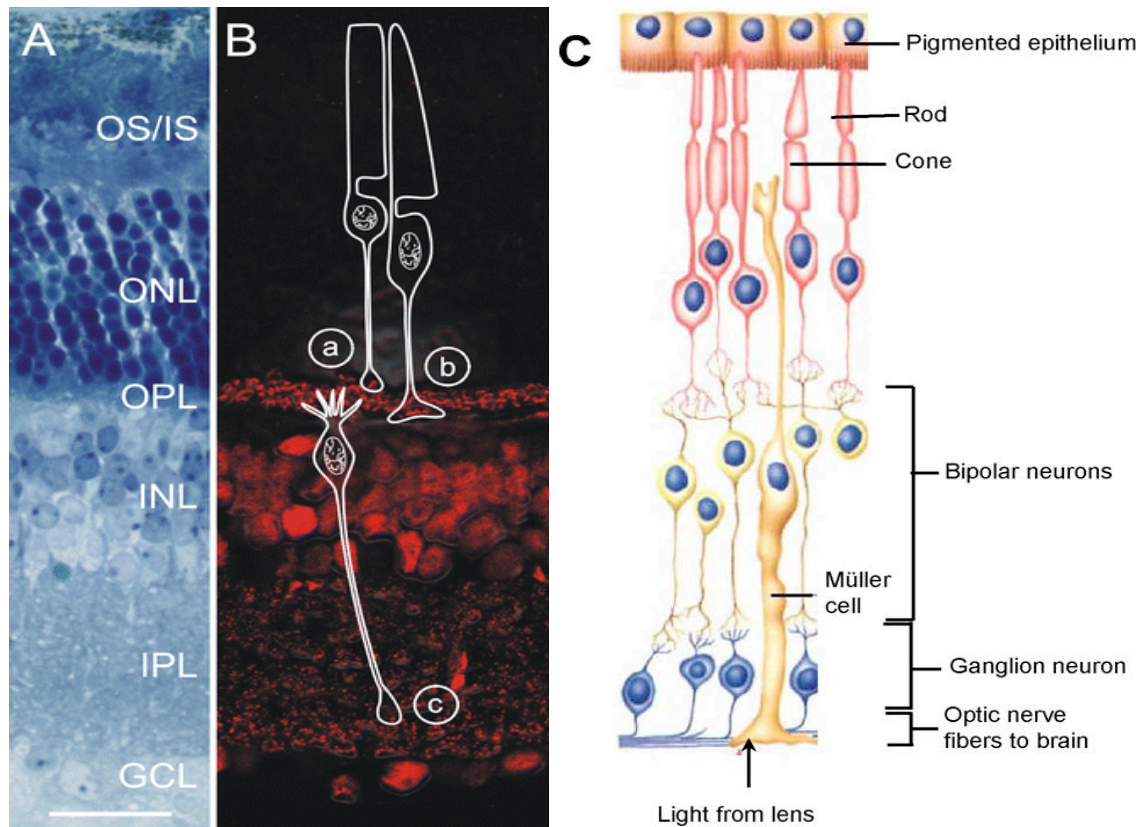 A
OS/IS
ONL
OPL
INL
IPL
GCL
B
a
b
c
C
Pigmented epithelium
Rod
Cone
Bipolar neurons
Müller
cell
Ganglion neuron
Optic nerve
fibers to brain
Light from lens